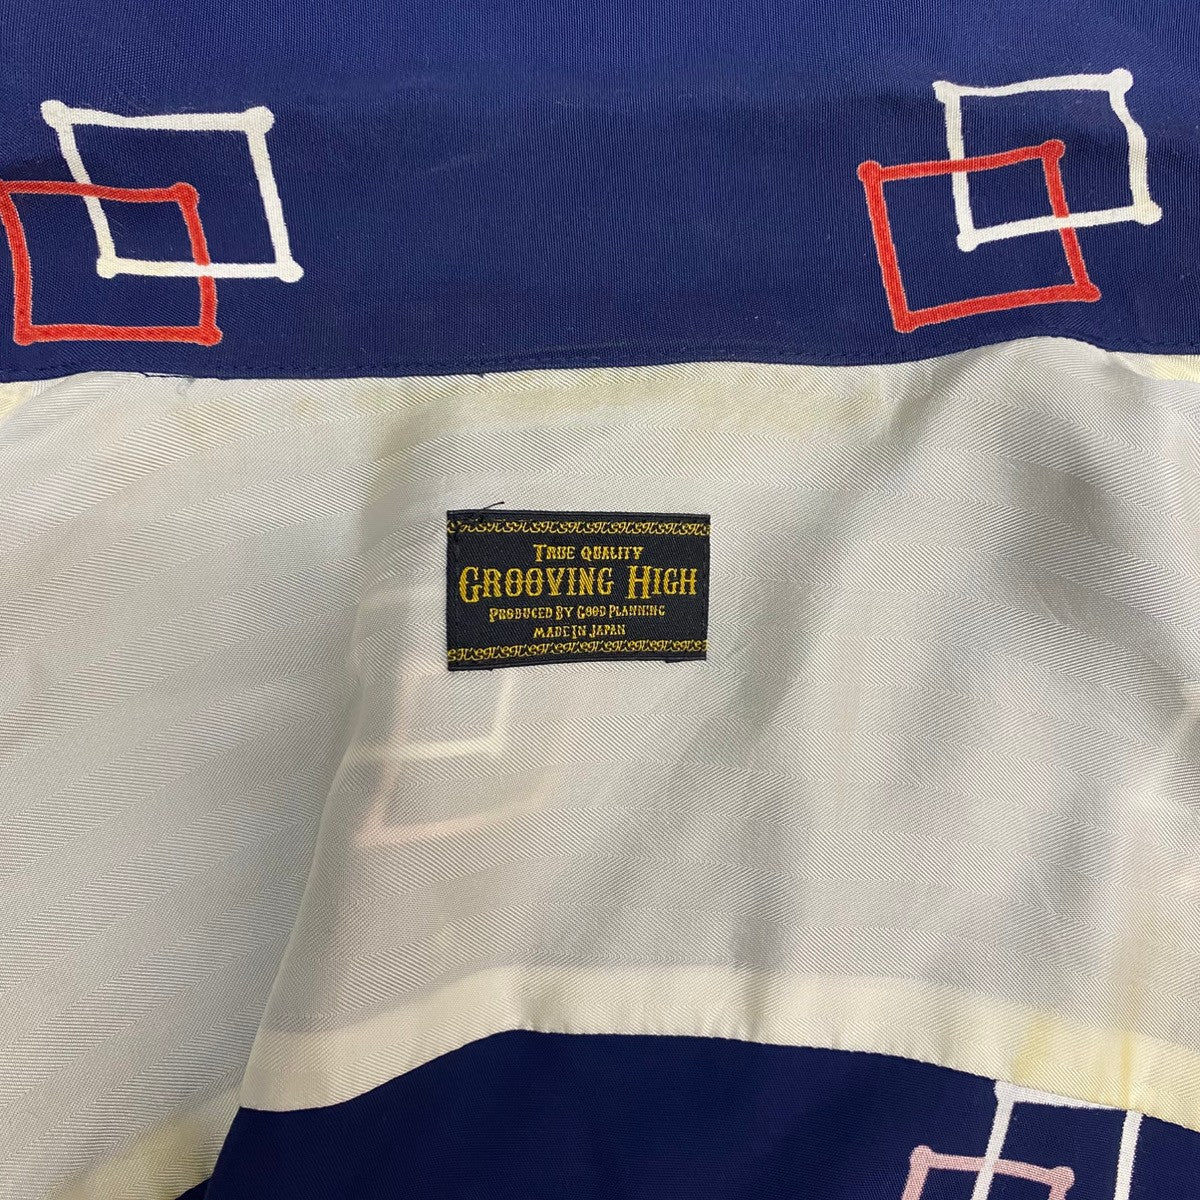 True Quality
Grooving High
Produced By Good Planning
Made In Japan